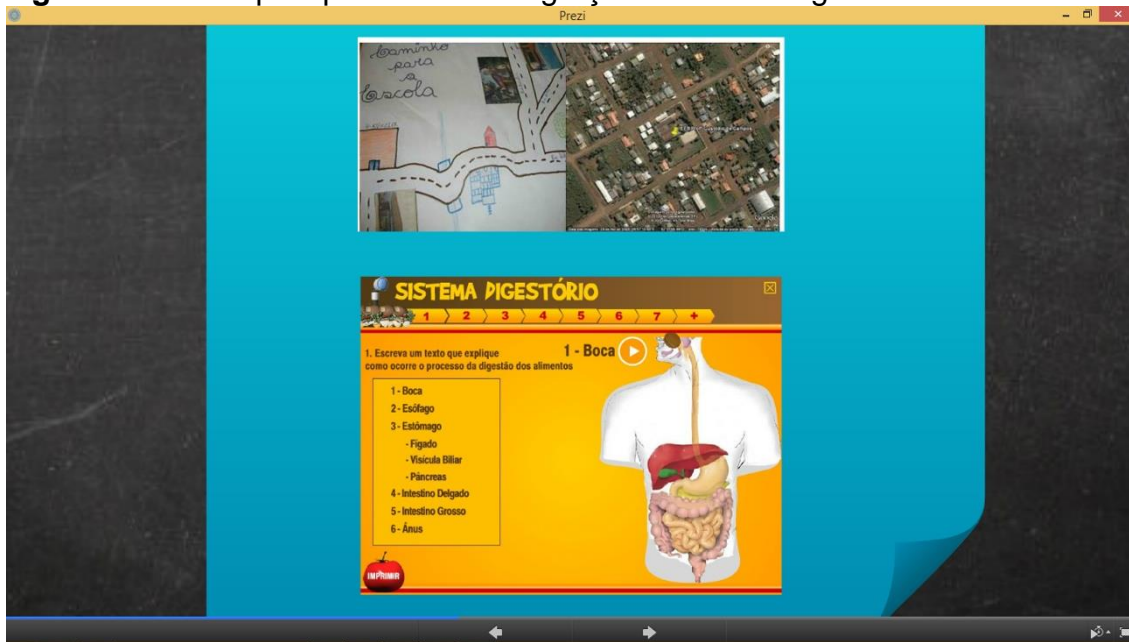 Prezi
Caminho
para
a
Escola
Google
SISTEMA DIGESTÓRIO
1 2 3 4 5 6 7 +
1. Escreva um texto que explique
como ocorre o processo da digestão dos alimentos
1 - Boca
1 - Boca
2 - Esôfago
3 - Estômago
- Fígado
- Visícula Biliar
- Pâncreas
4 - Intestino Delgado
5 - Intestino Grosso
6 - Ânus
IMPRIMIR